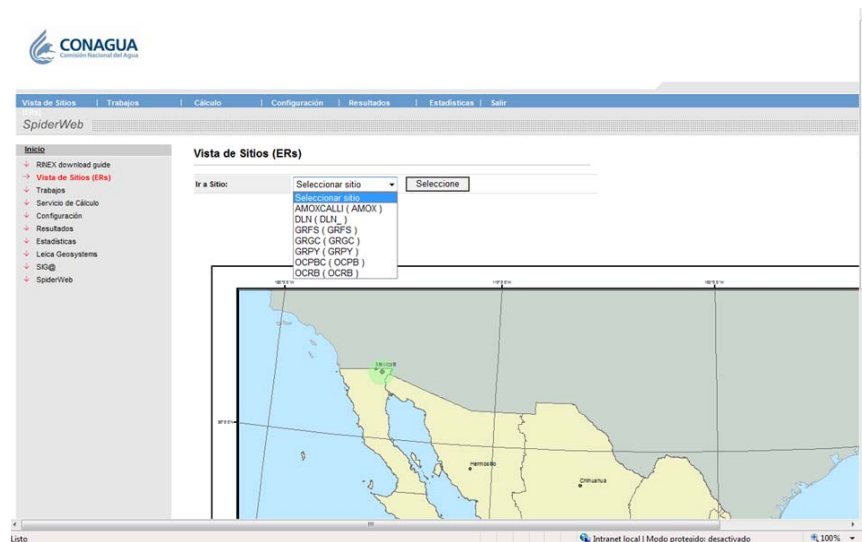 CONAGUA
Comisión Nacional del Agua
Vista de Sitios | Trabajos | Cálculo | Configuración | Resultados | Estadísticas | Salir
SpiderWeb
Inicio
RINEX download guide
Vista de Sitios (ERs)
Trabajos
Servicio de Cálculo
Configuración
Resultados
Estadísticas
Leica Geosystems
SIG@
SpiderWeb
Vista de Sitios (ERs)
Ir a Sitio:
Seleccionar sitio
Seleccione
Seleccionar sitio
AMOXCALLI ( AMOX )
DLN ( DLN_ )
GRFS ( GRFS )
GRGC ( GRGC )
GRPY ( GRPY )
OCPBC ( OCPB )
OCRB ( OCRB )
Mexicali
Hermosillo
Chihuahua
Listo
Intranet local | Modo protegido: desactivado
100%